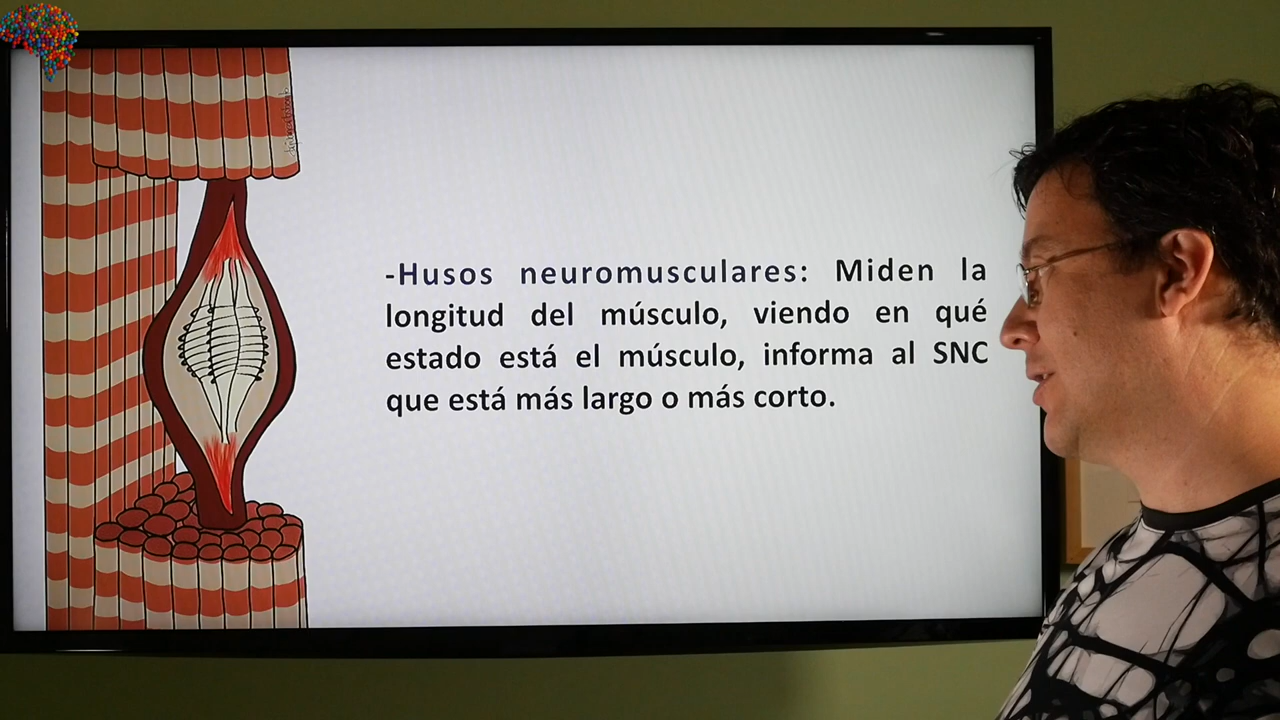 -Husos neuromusculares: Miden la
longitud del músculo, viendo en qué
estado está el músculo, informa al SNC
que está más largo o más corto.